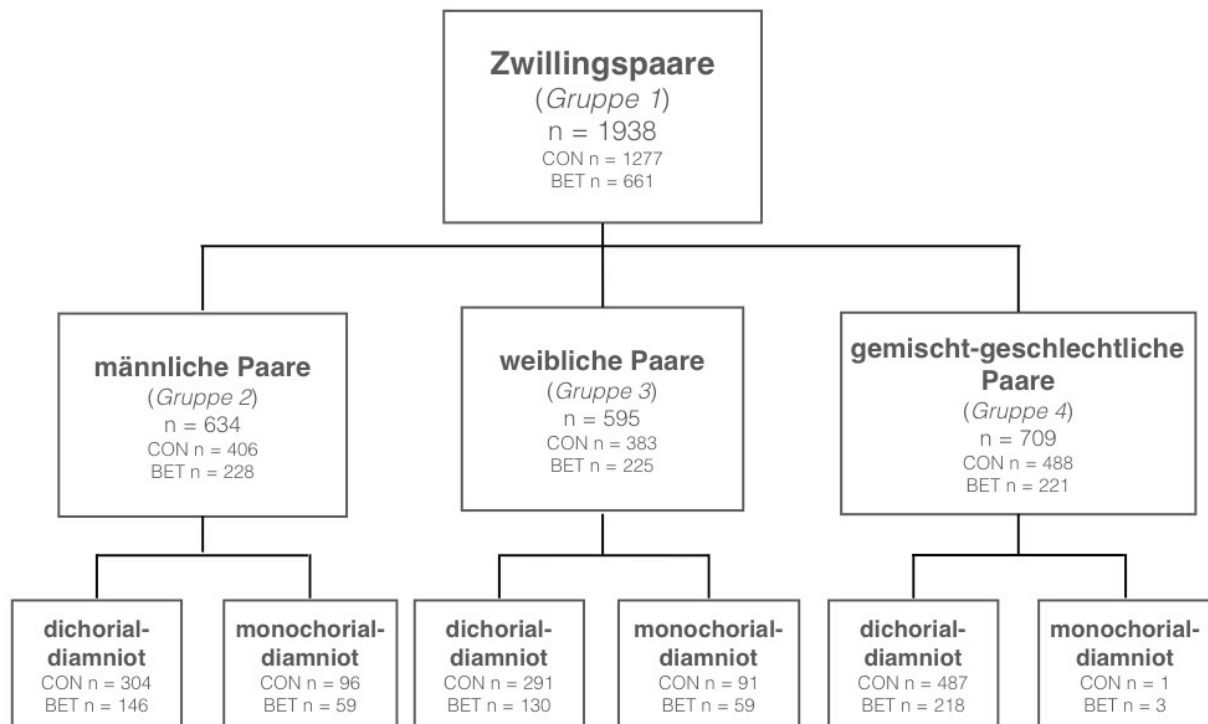 Zwillingspaare
(Gruppe 1)
n = 1938
CON n = 1277
BET n = 661
männliche Paare
(Gruppe 2)
n = 634
CON n = 406
BET n = 228
weibliche Paare
(Gruppe 3)
n = 595
CON n = 383
BET n = 225
gemischt-geschlechtliche
Paare
(Gruppe 4)
n = 709
CON n = 488
BET n = 221
dichorial-
diamniot
CON n = 304
BET n = 146
monochorial-
diamniot
CON n = 96
BET n = 59
dichorial-
diamniot
CON n = 291
BET n = 130
monochorial-
diamniot
CON n = 91
BET n = 59
dichorial-
diamniot
CON n = 487
BET n = 218
monochorial-
diamniot
CON n = 1
BET n = 3